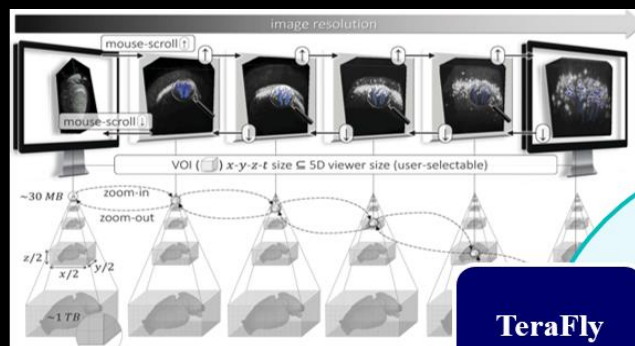 image resolution
mouse-scroll ↑
↑ ↑ ↑ ↑
mouse-scroll ↓
↓ ↓ ↓ ↓
VOI ( ) x-y-z-t size ⊆ 5D viewer size (user-selectable)
~30 MB
zoom-in
zoom-out
z/2
x/2
y/2
~1 TB
TeraFly